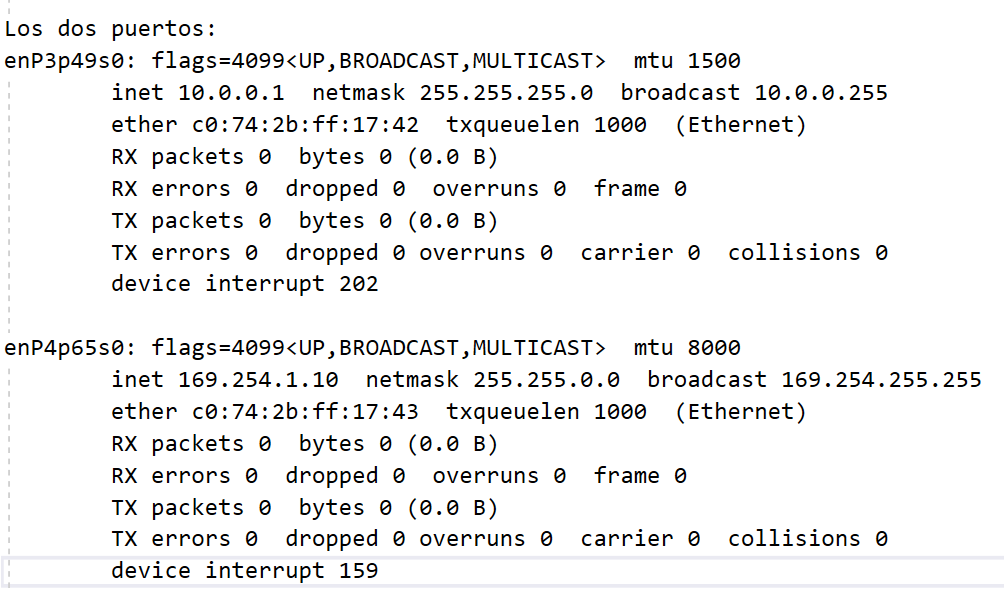 Los dos puertos:
enP3p49s0: flags=4099<UP,BROADCAST,MULTICAST>  mtu 1500
        inet 10.0.0.1  netmask 255.255.255.0  broadcast 10.0.0.255
        ether c0:74:2b:ff:17:42  txqueuelen 1000  (Ethernet)
        RX packets 0  bytes 0 (0.0 B)
        RX errors 0  dropped 0  overruns 0  frame 0
        TX packets 0  bytes 0 (0.0 B)
        TX errors 0  dropped 0 overruns 0  carrier 0  collisions 0
        device interrupt 202

enP4p65s0: flags=4099<UP,BROADCAST,MULTICAST>  mtu 8000
        inet 169.254.1.10  netmask 255.255.0.0  broadcast 169.254.255.255
        ether c0:74:2b:ff:17:43  txqueuelen 1000  (Ethernet)
        RX packets 0  bytes 0 (0.0 B)
        RX errors 0  dropped 0  overruns 0  frame 0
        TX packets 0  bytes 0 (0.0 B)
        TX errors 0  dropped 0 overruns 0  carrier 0  collisions 0
        device interrupt 159